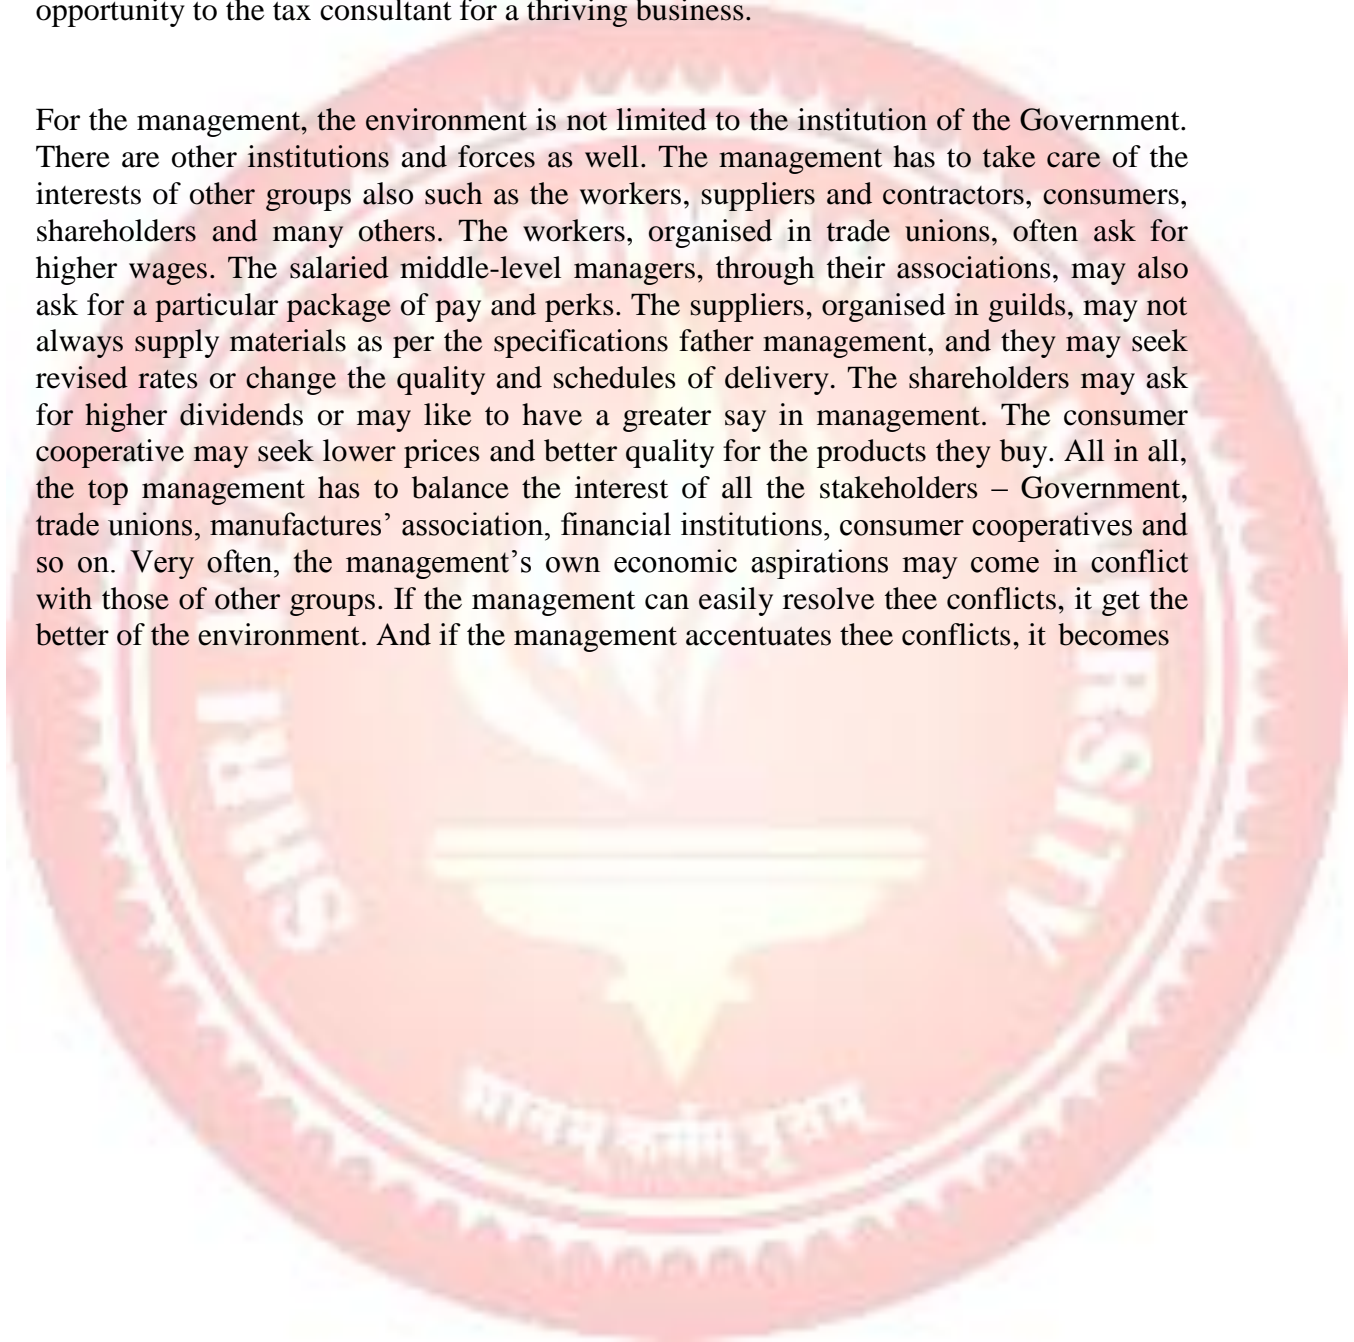 opportunity to the tax consultant for a thriving business.
For the management, the environment is not limited to the institution of the Government.
There are other institutions and forces as well. The management has to take care of the
interests of other groups also such as the workers, suppliers and contractors, consumers,
shareholders and many others. The workers, organised in trade unions, often ask for
higher wages. The salaried middle-level managers, through their associations, may also
ask for a particular package of pay and perks. The suppliers, organised in guilds, may not
always supply materials as per the specifications father management, and they may seek
revised rates or change the quality and schedules of delivery. The shareholders may ask
for higher dividends or may like to have a greater say in management. The consumer
cooperative may seek lower prices and better quality for the products they buy. All in all,
the top management has to balance the interest of all the stakeholders – Government,
trade unions, manufactures’ association, financial institutions, consumer cooperatives and
so on. Very often, the management’s own economic aspirations may come in conflict
with those of other groups. If the management can easily resolve thee conflicts, it get the
better of the environment. And if the management accentuates thee conflicts, it becomes
SHRI
UNIVERSITY